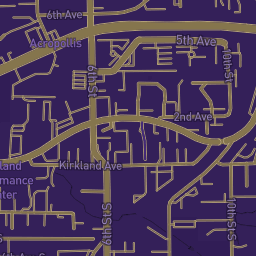 6th Ave
5th Ave
Acropolis
10th St
6th St
2nd Ave
Kirkland Ave
land
mance
ter
6th St S
10th St S
S